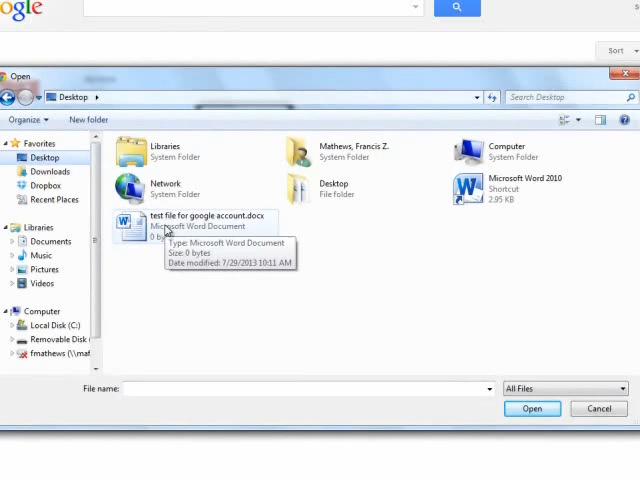 ogle
Sort
Open
Desktop
Search Desktop
Organize
New folder
Favorites
Desktop
Downloads
Dropbox
Recent Places
Libraries
Documents
Music
Pictures
Videos
Computer
Local Disk (C:)
Removable Disk
fmathews (\\mat
Libraries
System Folder
Mathews, Francis Z.
System Folder
Computer
System Folder
Network
System Folder
Desktop
File folder
Microsoft Word 2010
Shortcut
2.95 KB
test file for google account.docx
Microsoft Word Document
0 by
Type: Microsoft Word Document
Size: 0 bytes
Date modified: 7/29/2013 10:11 AM
File name:
All Files
Open
Cancel